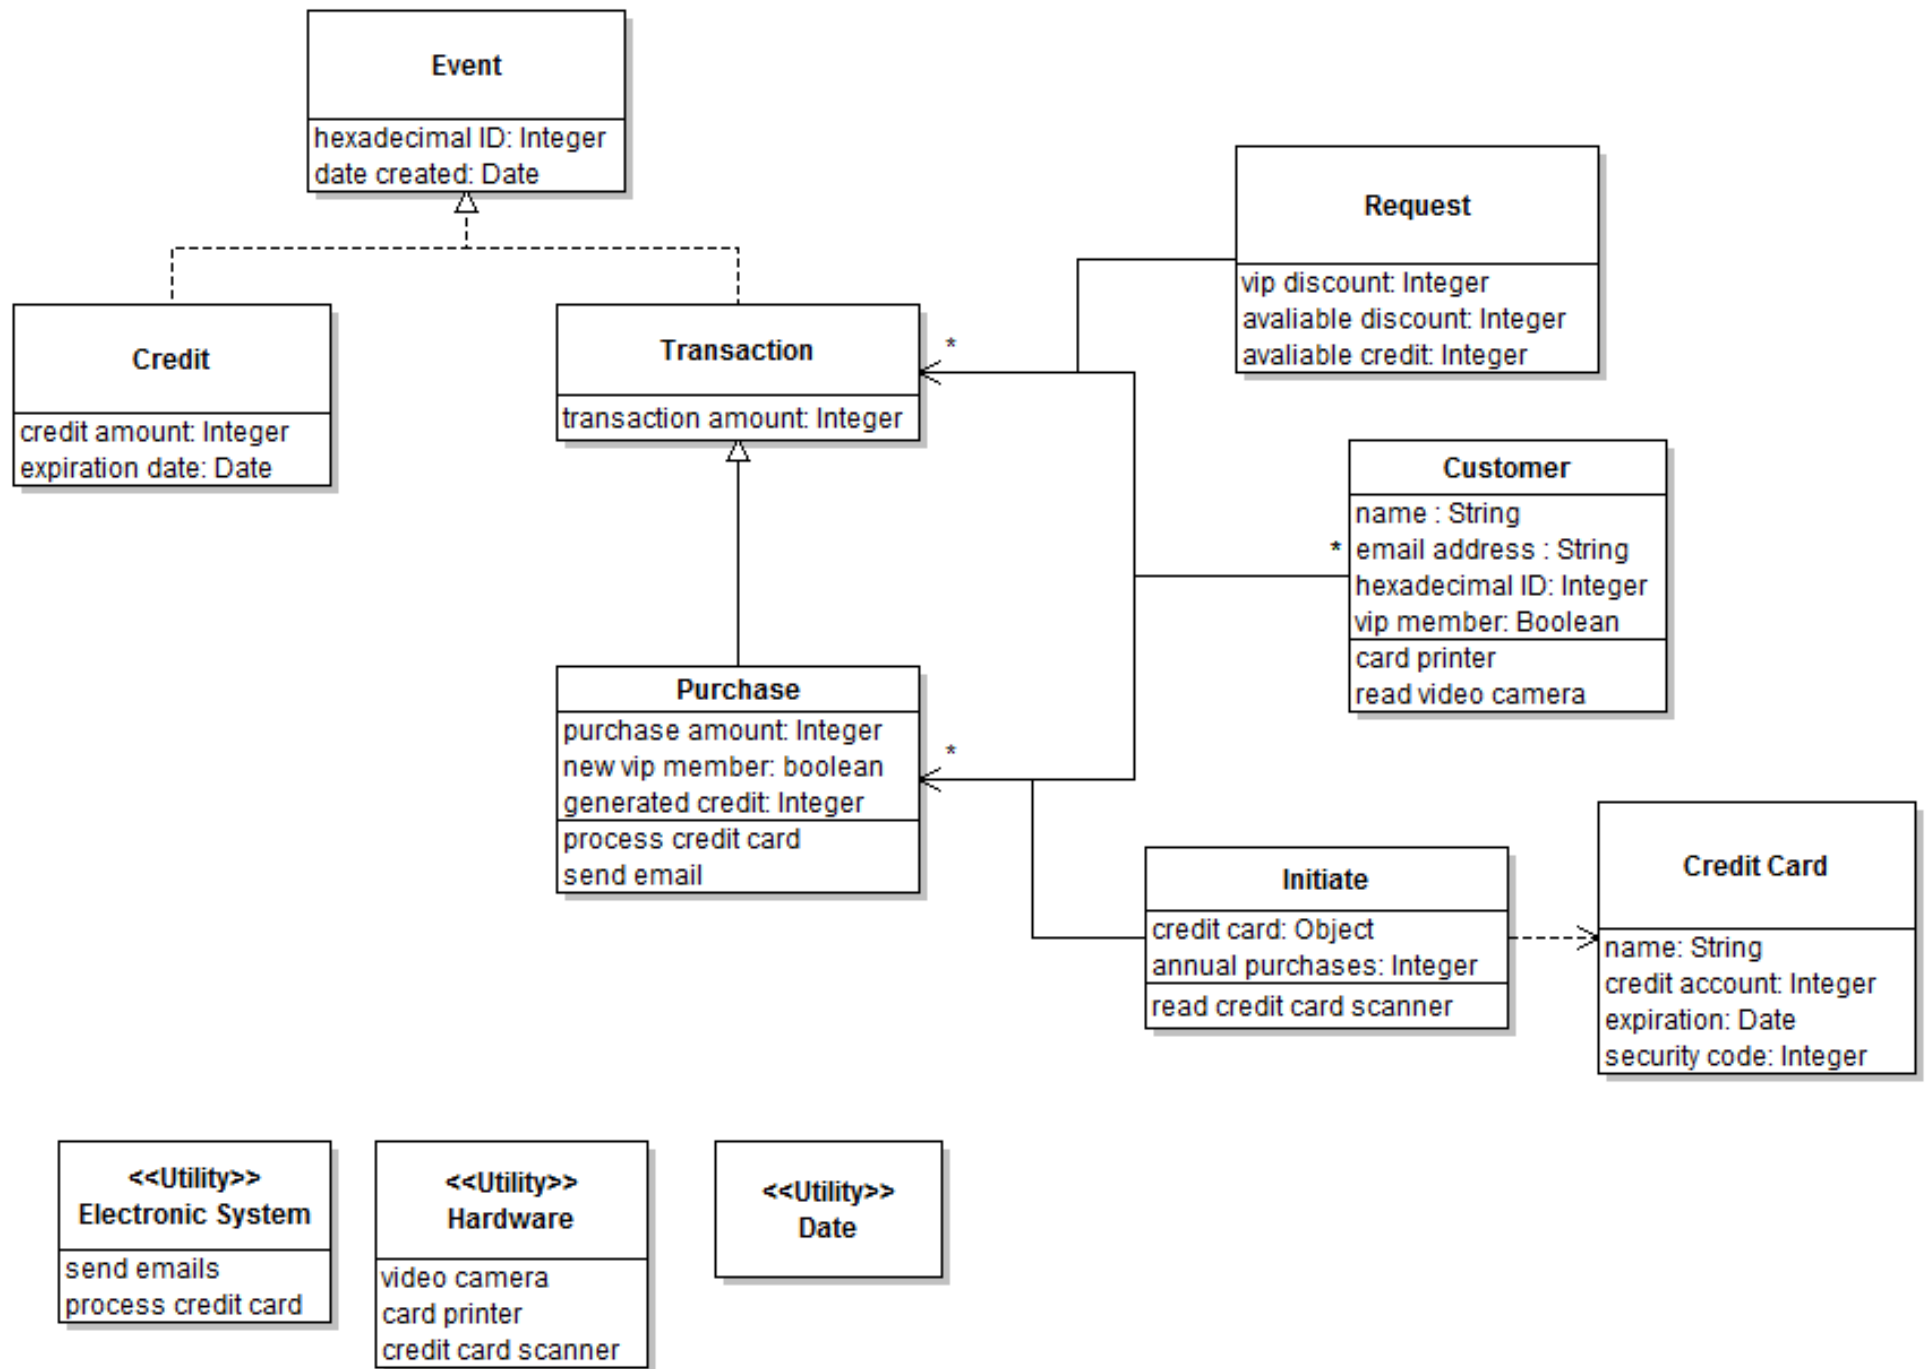 Event
hexadecimal ID: Integer
date created: Date
Request
vip discount: Integer
avaliable discount: Integer
avaliable credit: Integer
Credit
credit amount: Integer
expiration date: Date
Transaction
transaction amount: Integer
*
Customer
name : String
email address : String
hexadecimal ID: Integer
vip member: Boolean
card printer
read video camera
*
Purchase
purchase amount: Integer
new vip member: boolean
generated credit: Integer
process credit card
send email
*
Initiate
credit card: Object
annual purchases: Integer
read credit card scanner
Credit Card
name: String
credit account: Integer
expiration: Date
security code: Integer
<<Utility>>
Electronic System
send emails
process credit card
<<Utility>>
Hardware
video camera
card printer
credit card scanner
<<Utility>>
Date